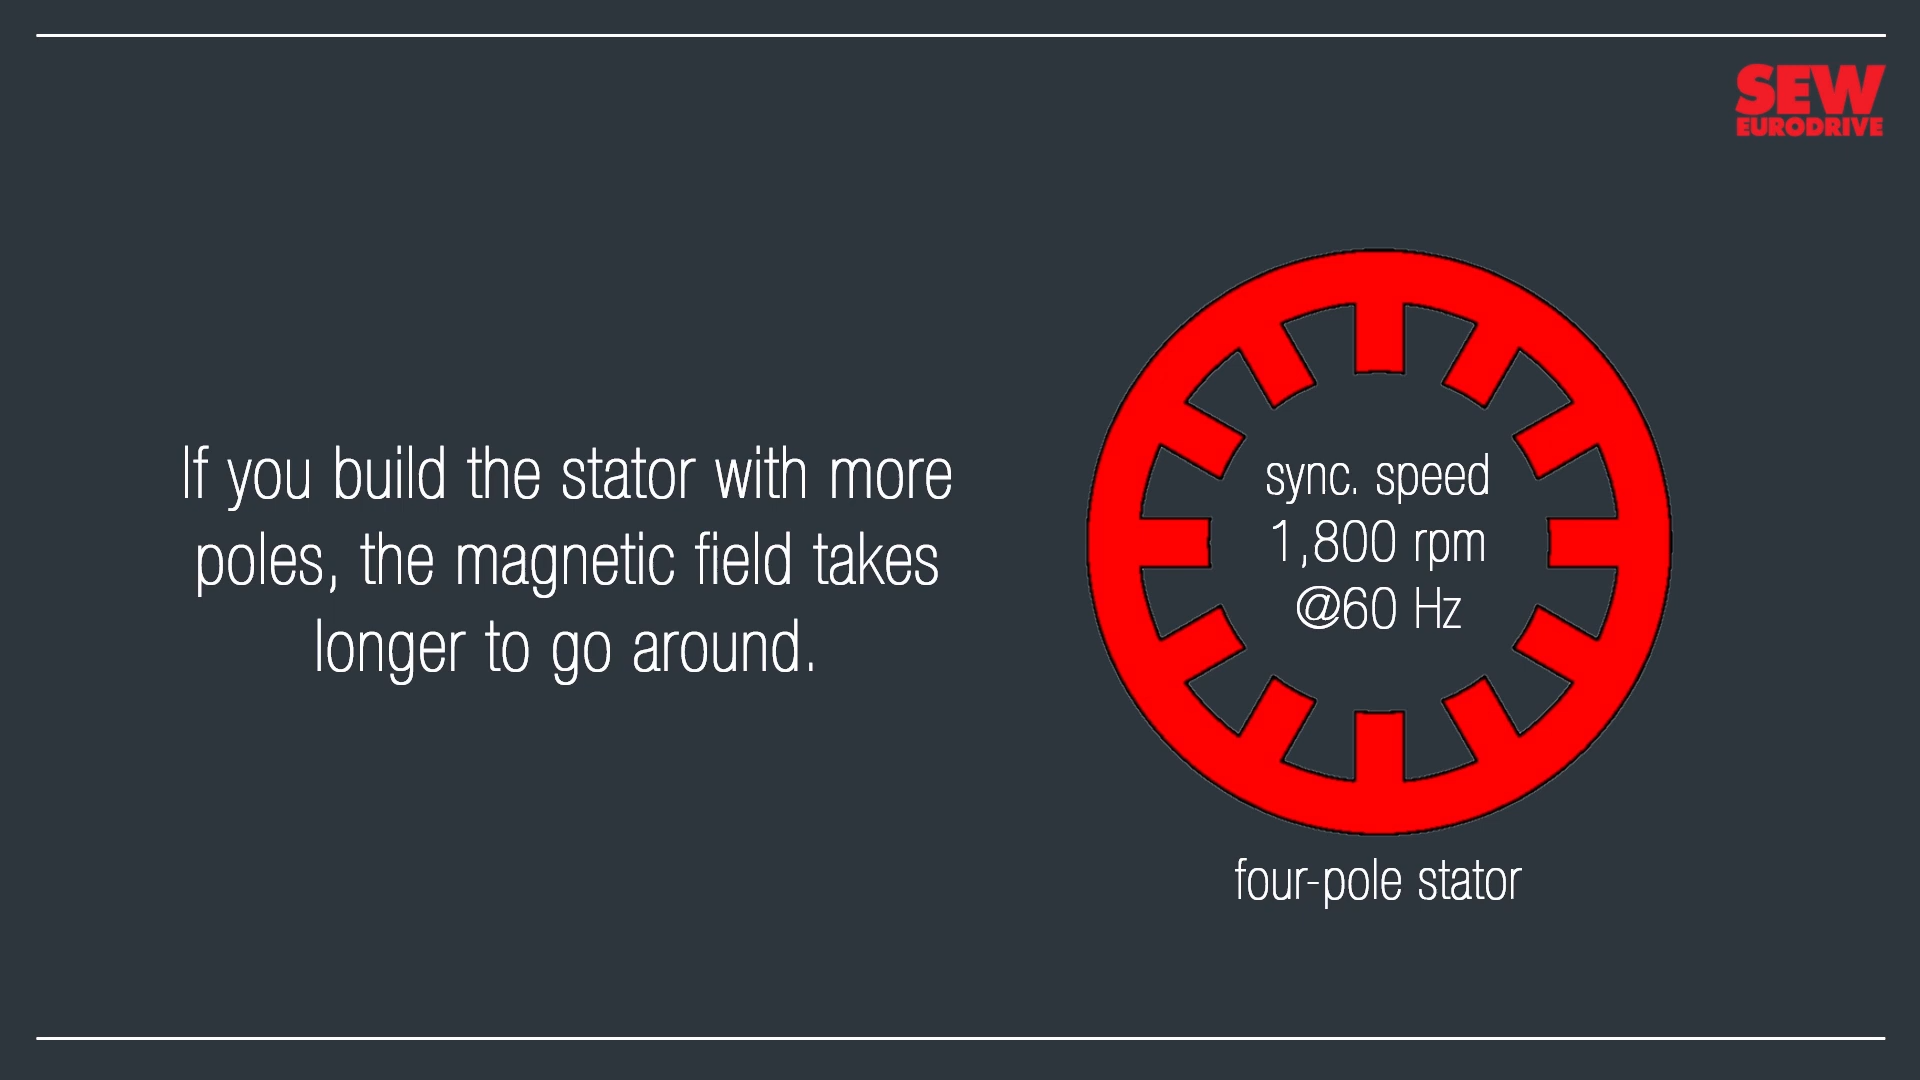 SEW
EURODRIVE
If you build the stator with more
poles, the magnetic field takes
longer to go around.
sync. speed
1,800 rpm
@60 Hz
four-pole stator